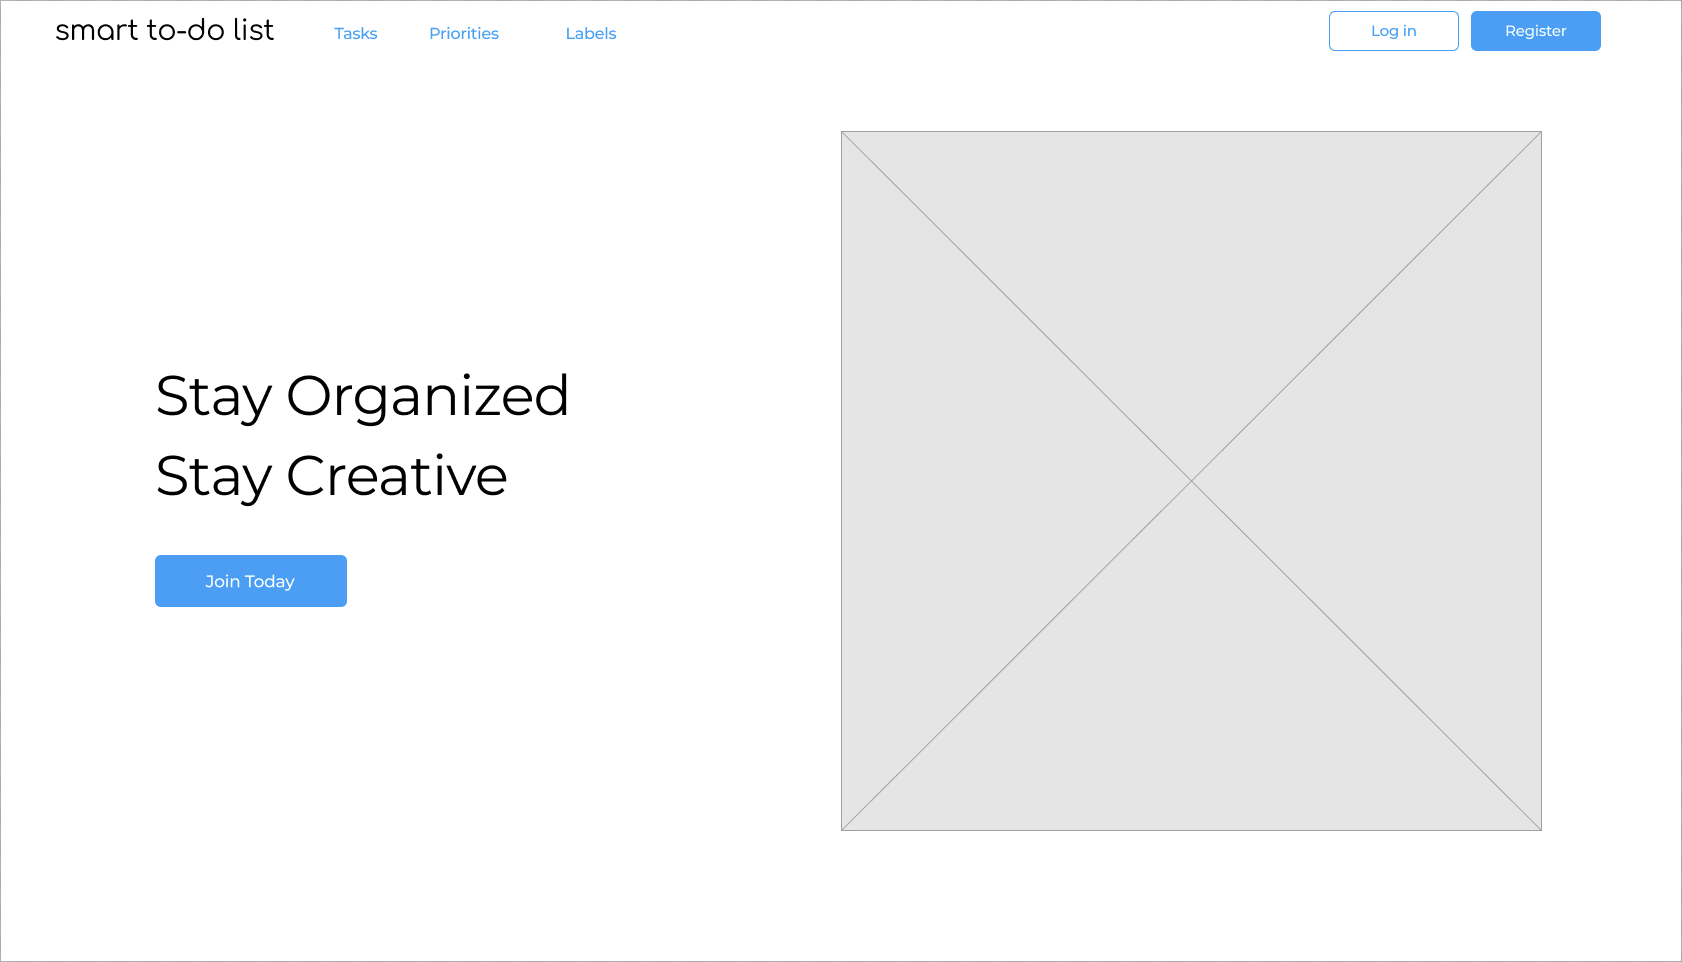 smart to-do list
Tasks
Priorities
Labels
Log in
Register
Stay Organized
Stay Creative
Join Today